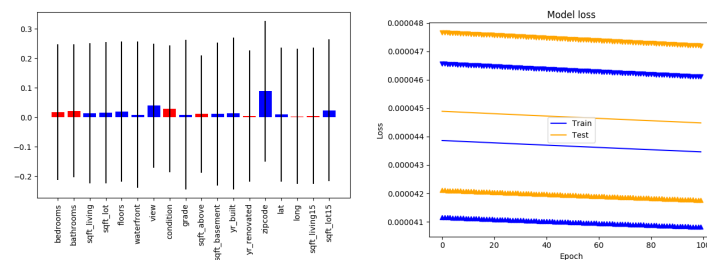 0.3
0.2
0.1
0.0
−0.1
−0.2
bedrooms
bathrooms
sqft_living
sqft_lot
floors
waterfront
view
condition
grade
sqft_above
sqft_basement
yr_built
yr_renovated
zipcode
lat
long
sqft_living15
sqft_lot15
Model loss
0.000048
0.000047
0.000046
0.000045
0.000044
0.000043
0.000042
0.000041
Loss
Train
Test
0 20 40 60 80 100
Epoch